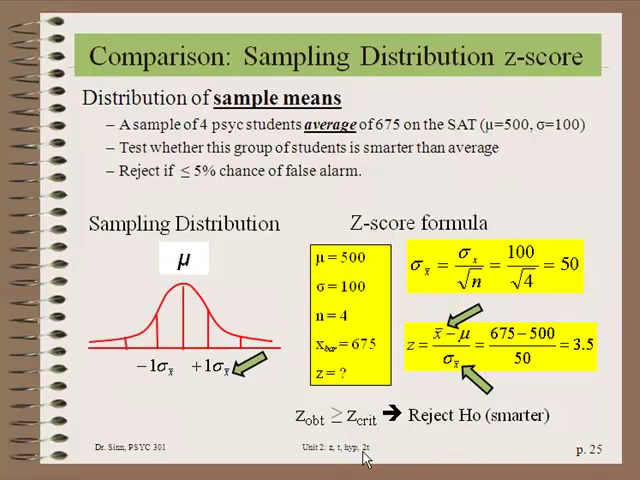 Comparison: Sampling Distribution z-score
Distribution of sample means
– A sample of 4 psyc students average of 675 on the SAT (µ=500, σ=100)
– Test whether this group of students is smarter than average
– Reject if ≤ 5% chance of false alarm.
Sampling Distribution
Z-score formula
µ
µ = 500
σ = 100
n = 4
xbar = 675
z = ?
σx̄ = σx / √n = 100 / √4 = 50
z = (x̄ − µ) / σx̄ = (675 − 500) / 50 = 3.5
−1σx̄ +1σx̄
zobt ≥ zcrit → Reject Ho (smarter)
Dr. Sinn, PSYC 301
Unit 2: z, t, hyp, 2t
p. 25